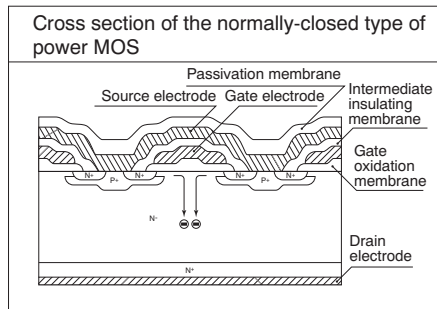 Cross section of the normally-closed type of
power MOS
Passivation membrane
Source electrode Gate electrode
Intermediate
insulating
membrane
Gate
oxidation
membrane
N+ N+ N+ N+
P+ P+
N-
Drain
electrode
N+